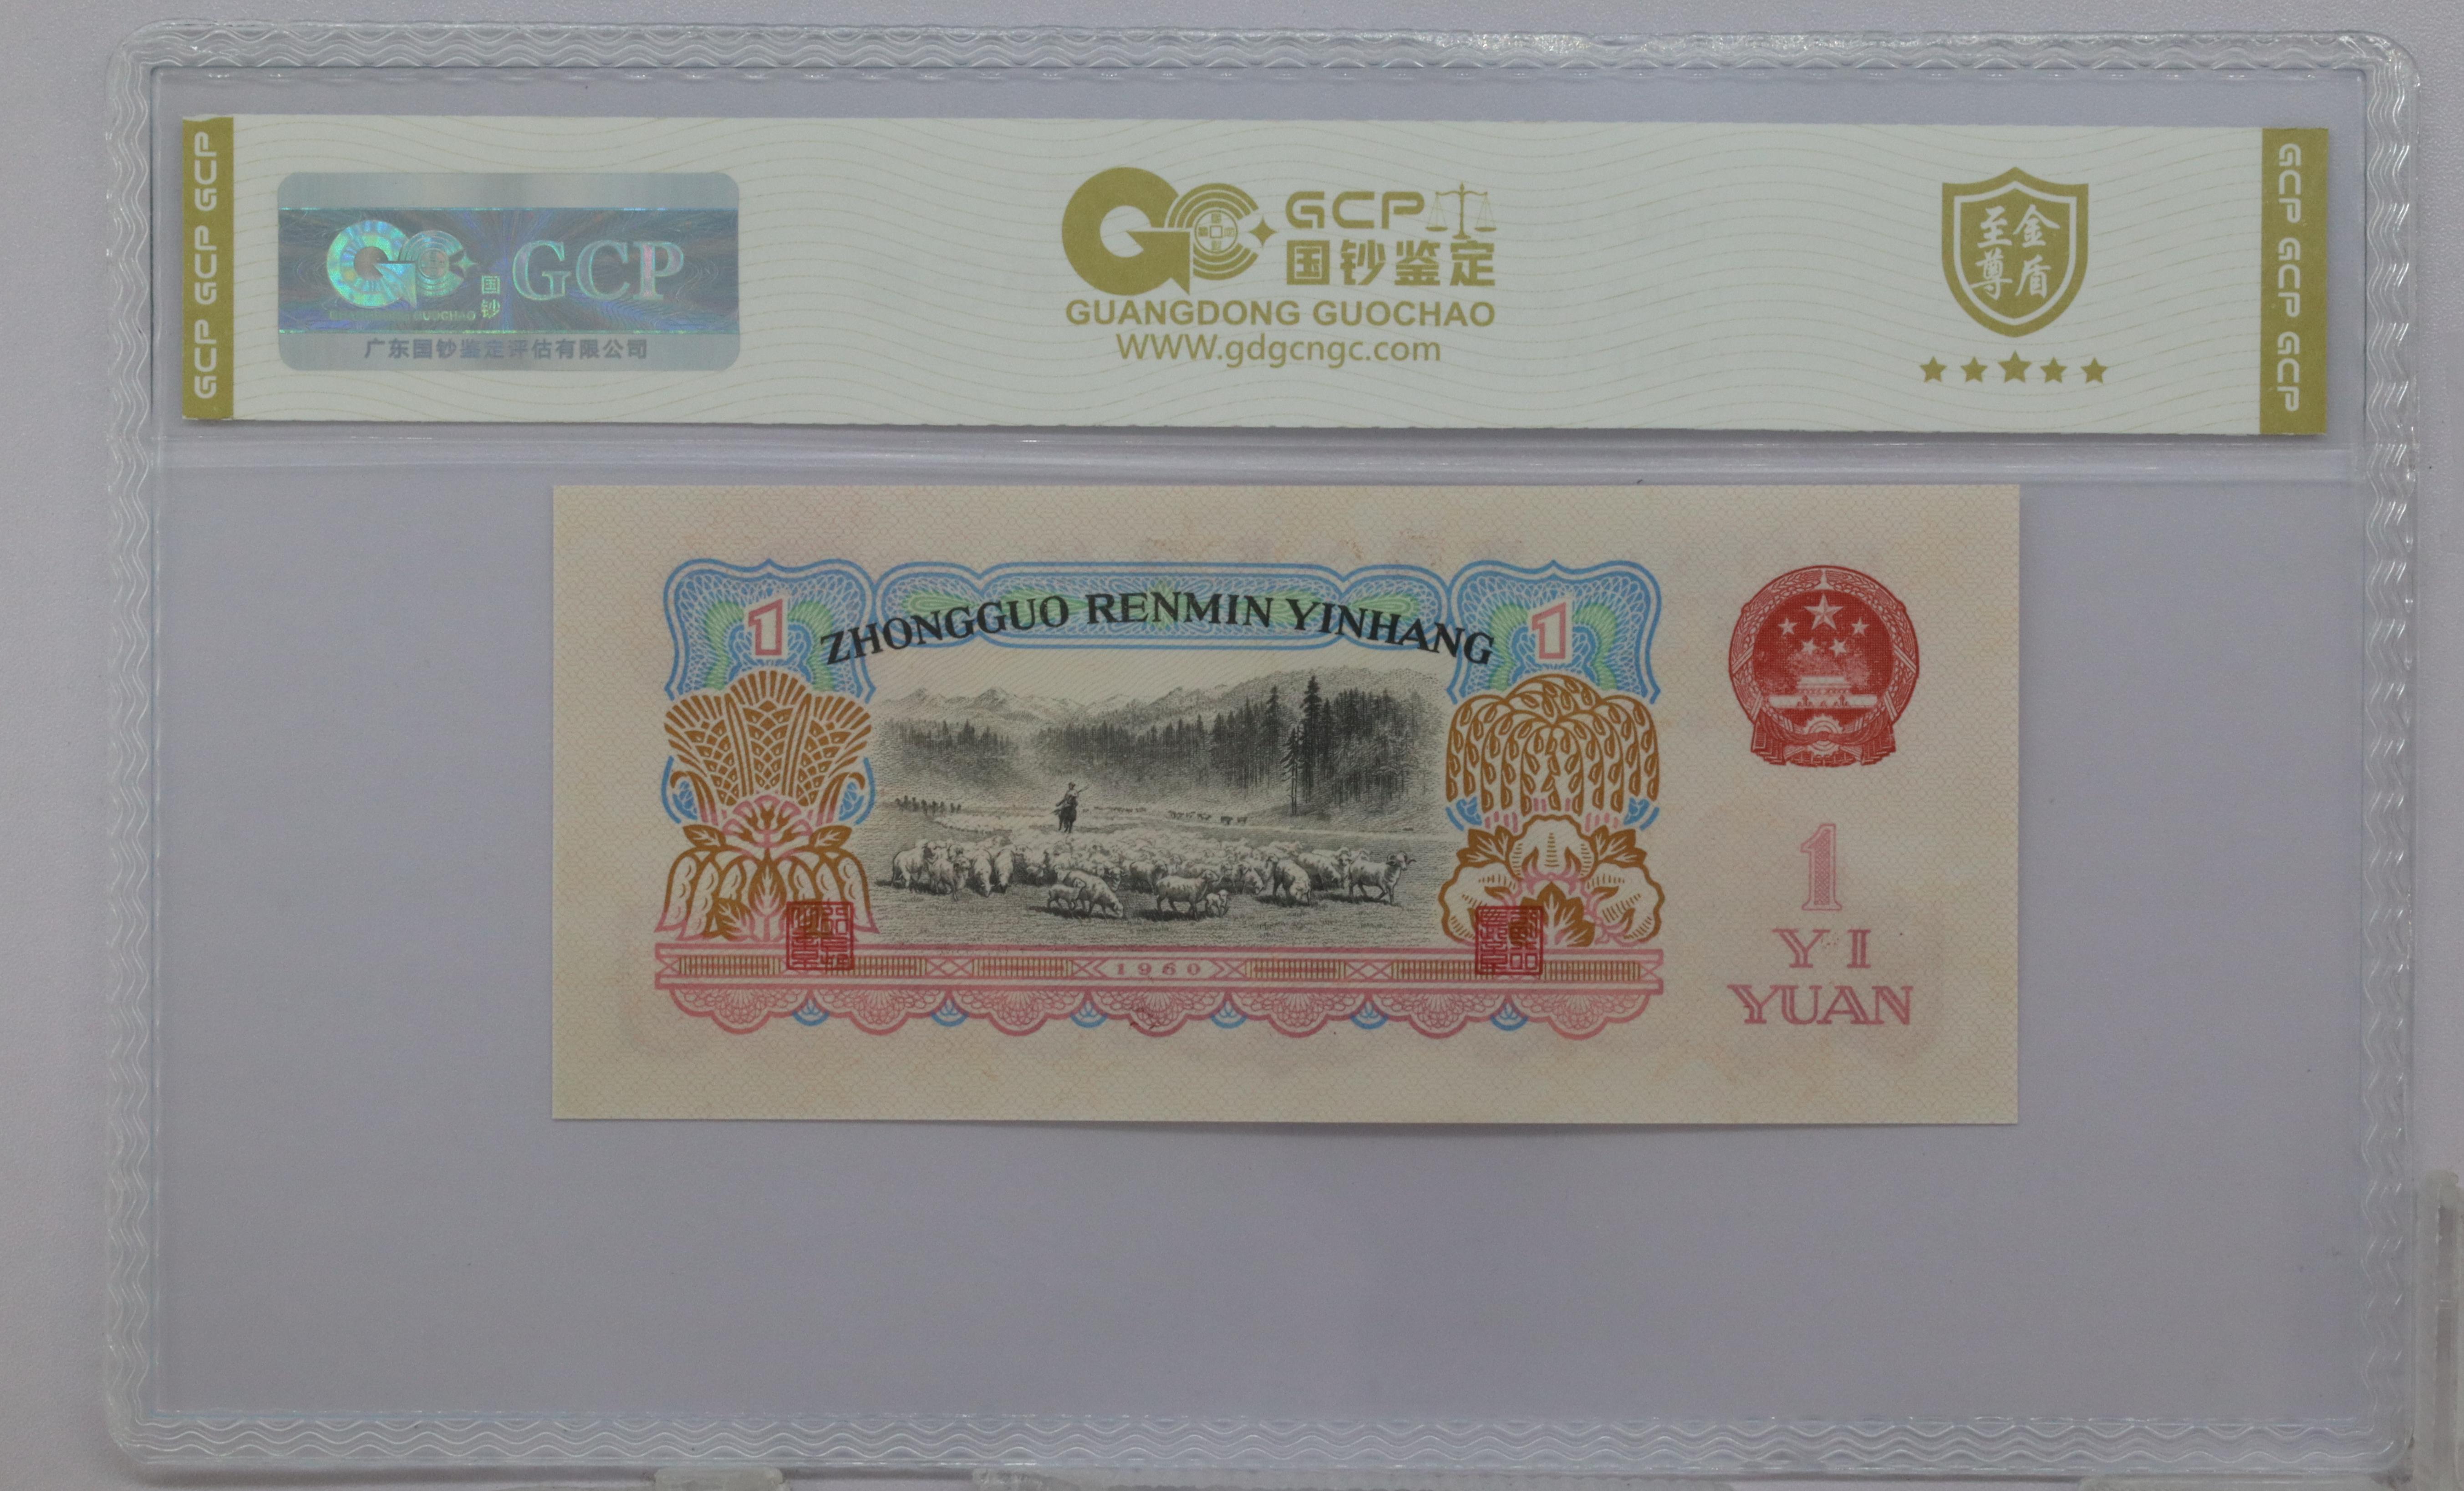 GCP GCP GCP
GCP
国钞
GUANGDONG GUOCHAO
广东国钞鉴定评估有限公司
GCP
国钞鉴定
GUANGDONG GUOCHAO
WWW.gdgcngc.com
至尊
金盾
GCP GCP GCP
1
ZHONGGUO RENMIN YINHANG
1
1960
1
YI
YUAN